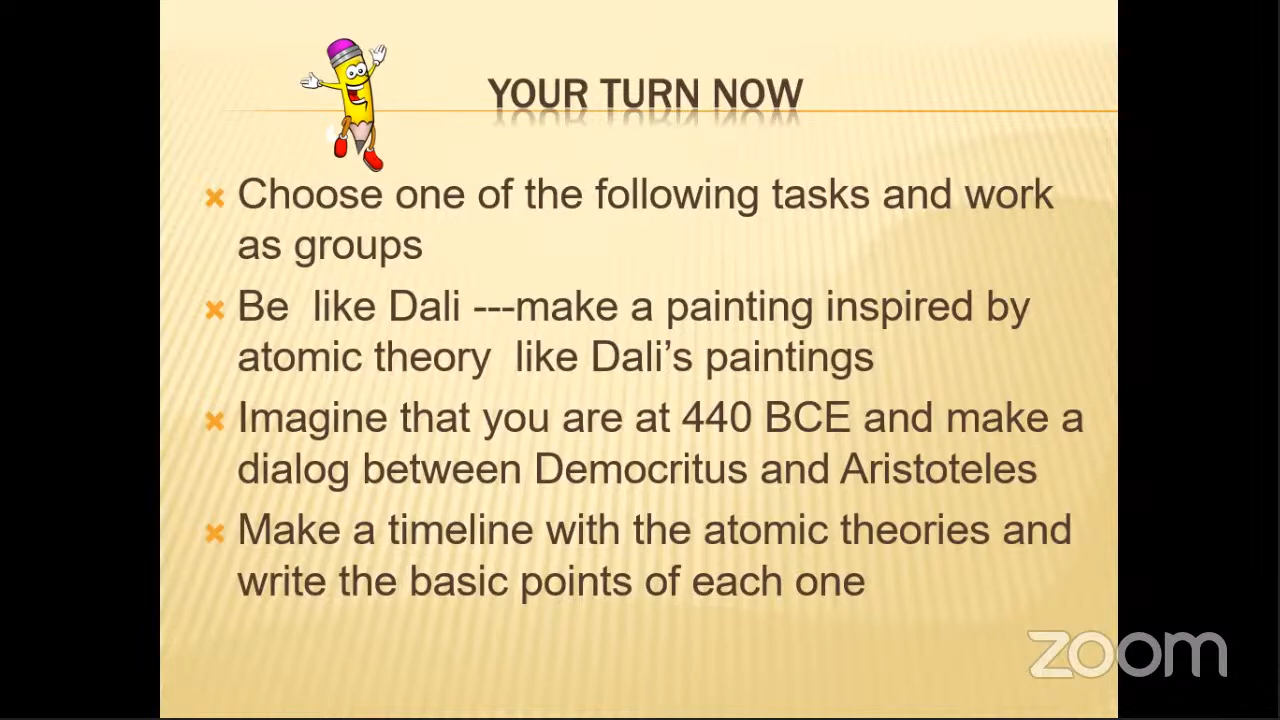 YOUR TURN NOW
Choose one of the following tasks and work
as groups
Be  like Dali ---make a painting inspired by
atomic theory  like Dali’s paintings
Imagine that you are at 440 BCE and make a
dialog between Democritus and Aristoteles
Make a timeline with the atomic theories and
write the basic points of each one
zoom